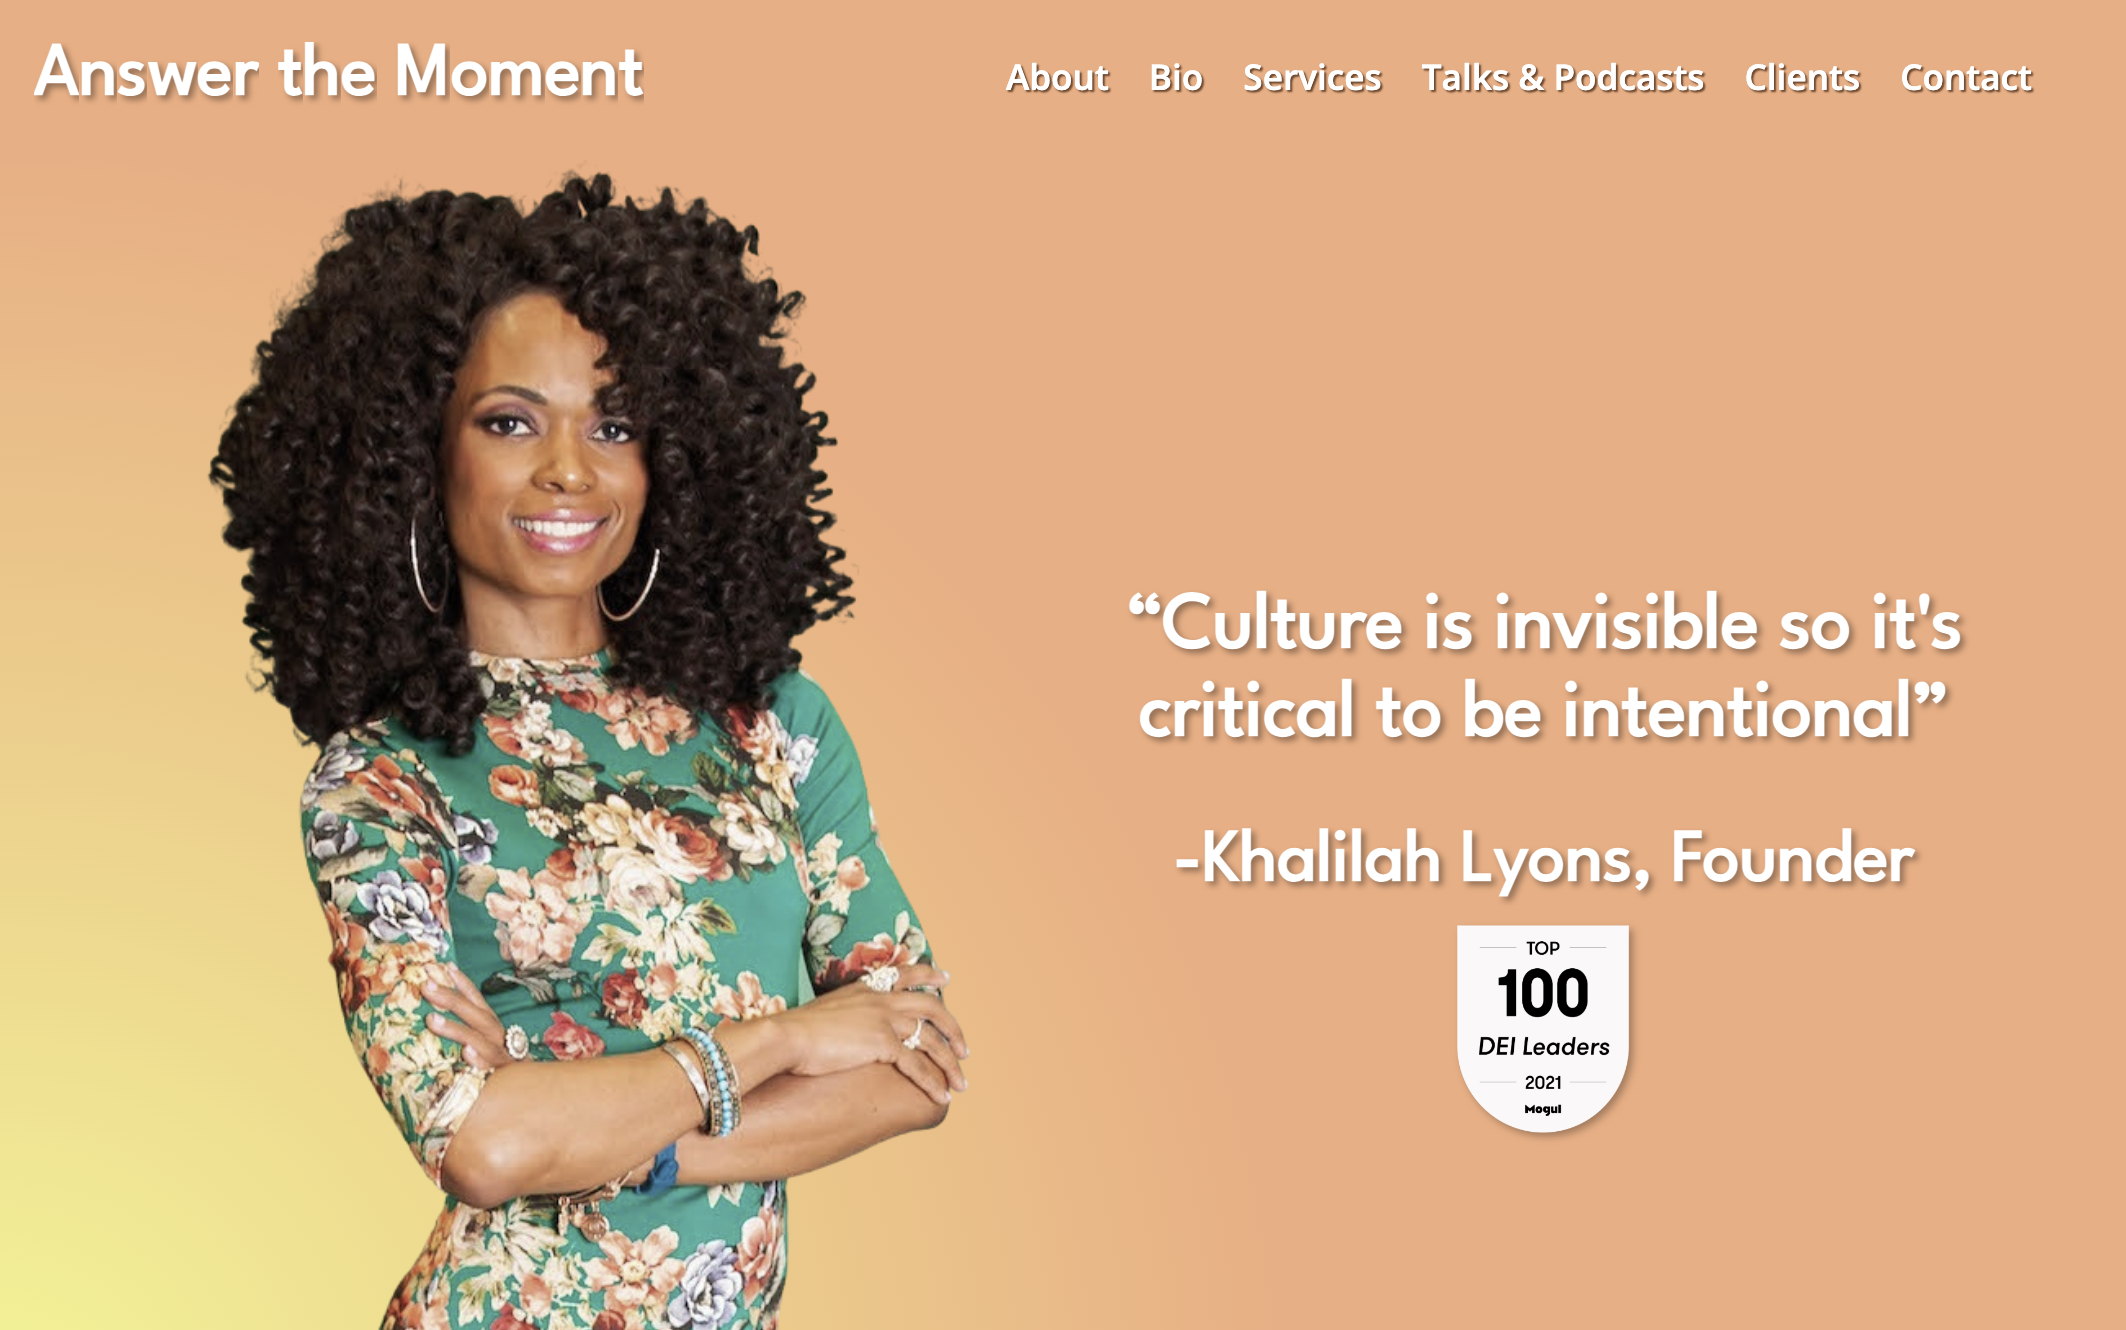 Answer the Moment
About Bio Services Talks & Podcasts Clients Contact
“Culture is invisible so it's
critical to be intentional”
-Khalilah Lyons, Founder
TOP
100
DEI Leaders
2021
Mogul